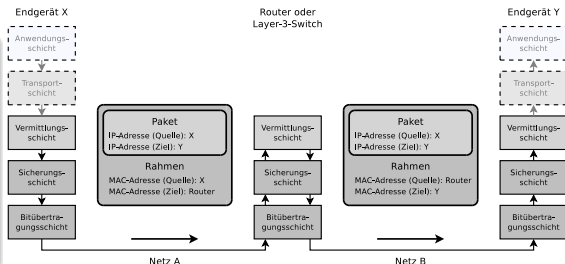 Endgerät X
Router oder
Layer-3-Switch
Endgerät Y
Anwendungs-
schicht
Transport-
schicht
Vermittlungs-
schicht
Sicherungs-
schicht
Bitübertra-
gungsschicht
Paket
IP-Adresse (Quelle): X
IP-Adresse (Ziel): Y
Rahmen
MAC-Adresse (Quelle): X
MAC-Adresse (Ziel): Router
Vermittlungs-
schicht
Sicherungs-
schicht
Bitübertra-
gungsschicht
Paket
IP-Adresse (Quelle): X
IP-Adresse (Ziel): Y
Rahmen
MAC-Adresse (Quelle): Router
MAC-Adresse (Ziel): Y
Anwendungs-
schicht
Transport-
schicht
Vermittlungs-
schicht
Sicherungs-
schicht
Bitübertra-
gungsschicht
Netz A
Netz B